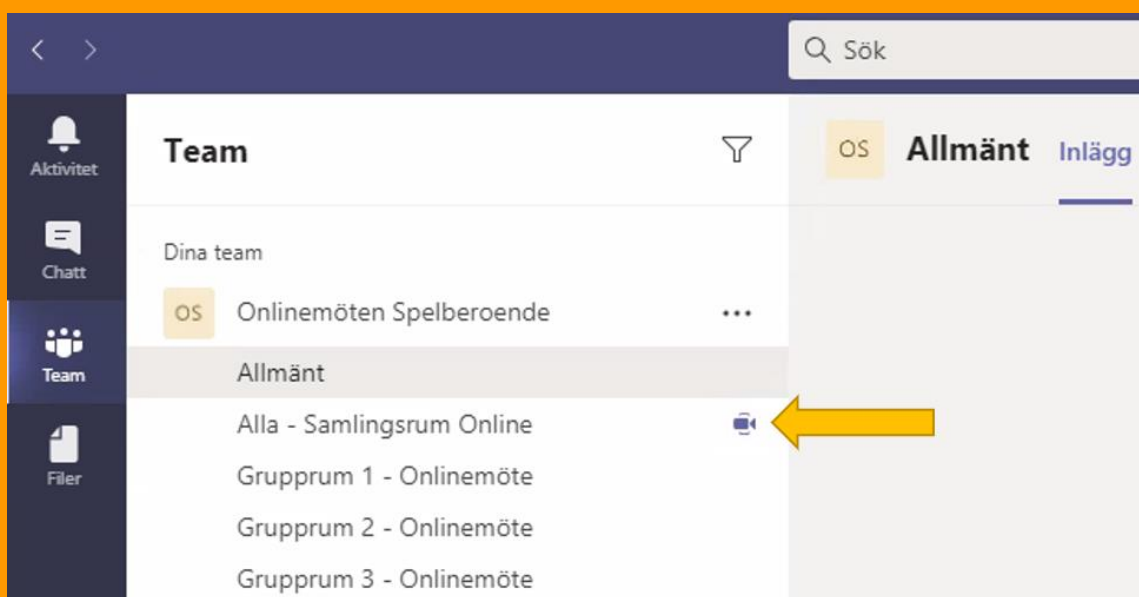 Sök
Aktivitet
Chatt
Team
Filer
Team
Dina team
OS Onlinemöten Spelberoende
Allmänt
Alla - Samlingsrum Online
Grupprum 1 - Onlinemöte
Grupprum 2 - Onlinemöte
Grupprum 3 - Onlinemöte
OS Allmänt Inlägg